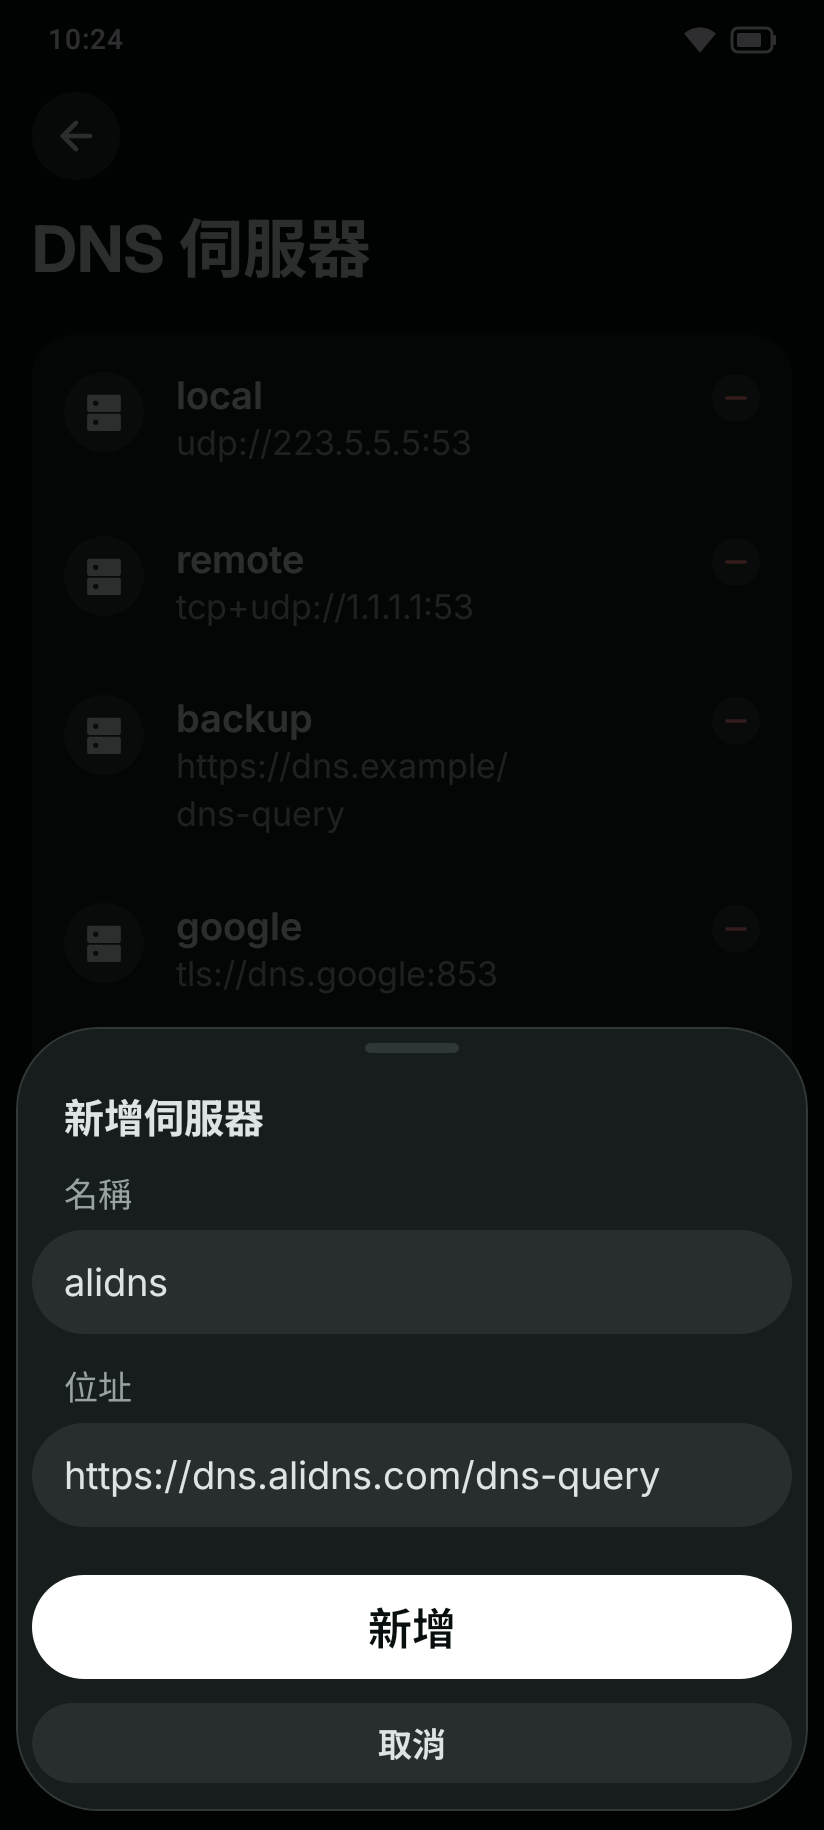 10:24
DNS 伺服器
local
udp://223.5.5.5:53
remote
tcp+udp://1.1.1.1:53
backup
https://dns.example/
dns-query
google
tls://dns.google:853
新增伺服器
名稱
alidns
位址
https://dns.alidns.com/dns-query
新增
取消